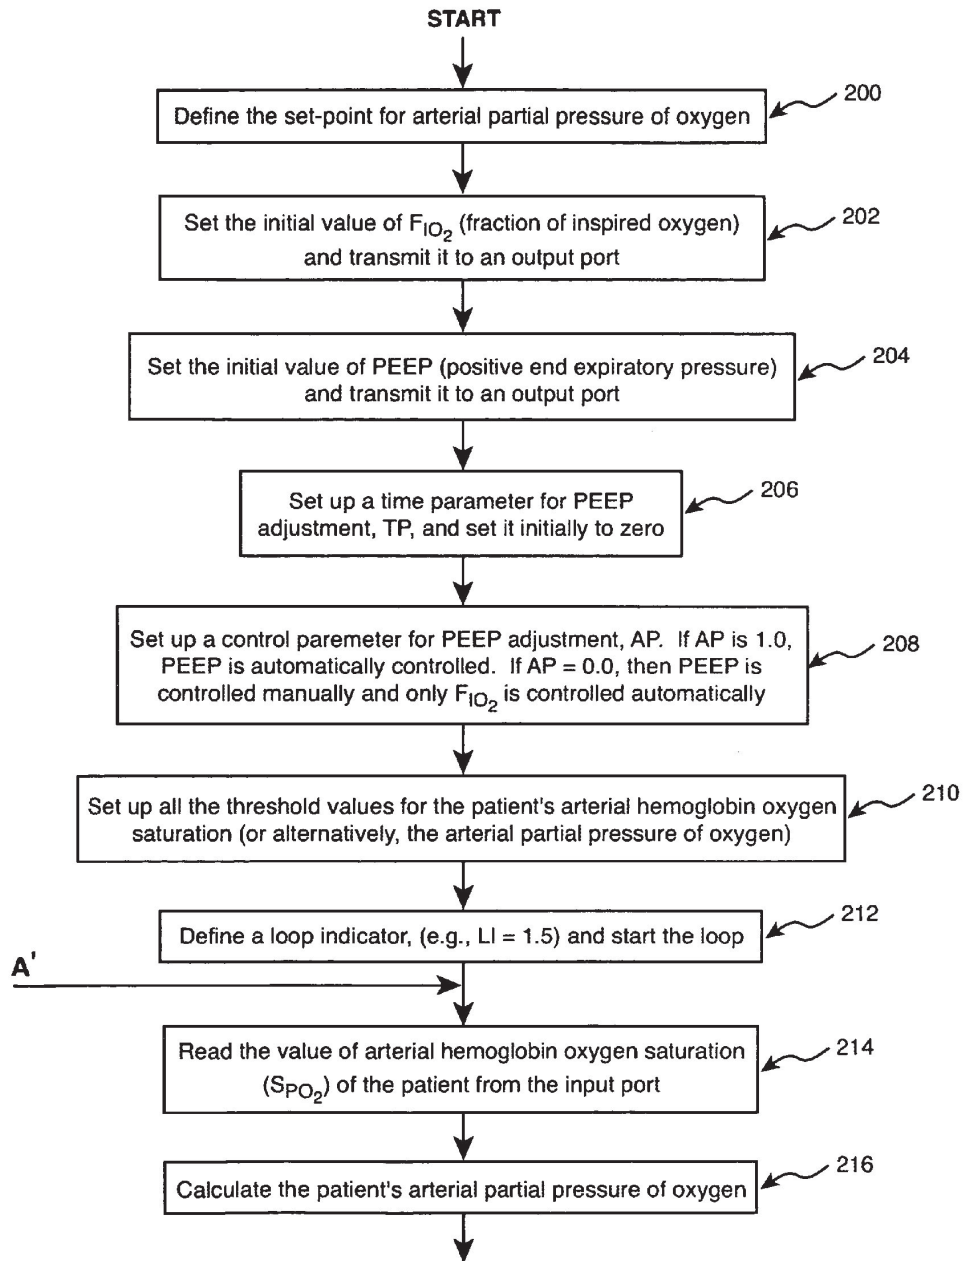 START
Define the set-point for arterial partial pressure of oxygen
200
Set the initial value of FIO2 (fraction of inspired oxygen)
and transmit it to an output port
202
Set the initial value of PEEP (positive end expiratory pressure)
and transmit it to an output port
204
Set up a time parameter for PEEP
adjustment, TP, and set it initially to zero
206
Set up a control paremeter for PEEP adjustment, AP. If AP is 1.0,
PEEP is automatically controlled. If AP = 0.0, then PEEP is
controlled manually and only FIO2 is controlled automatically
208
Set up all the threshold values for the patient's arterial hemoglobin oxygen
saturation (or alternatively, the arterial partial pressure of oxygen)
210
Define a loop indicator, (e.g., LI = 1.5) and start the loop
212
A'
Read the value of arterial hemoglobin oxygen saturation
(SPO2) of the patient from the input port
214
Calculate the patient's arterial partial pressure of oxygen
216